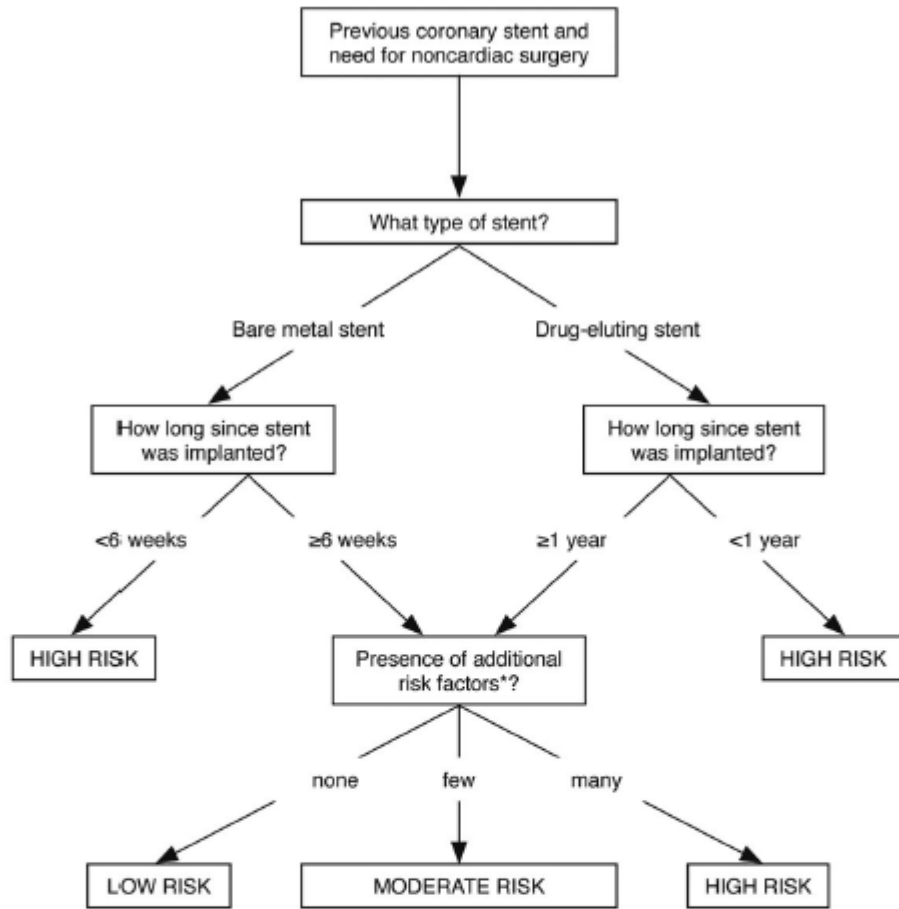 Previous coronary stent and
need for noncardiac surgery
What type of stent?
Bare metal stent
Drug-eluting stent
How long since stent
was implanted?
How long since stent
was implanted?
<6 weeks
≥6 weeks
≥1 year
<1 year
HIGH RISK
Presence of additional
risk factors*?
HIGH RISK
none
few
many
LOW RISK
MODERATE RISK
HIGH RISK